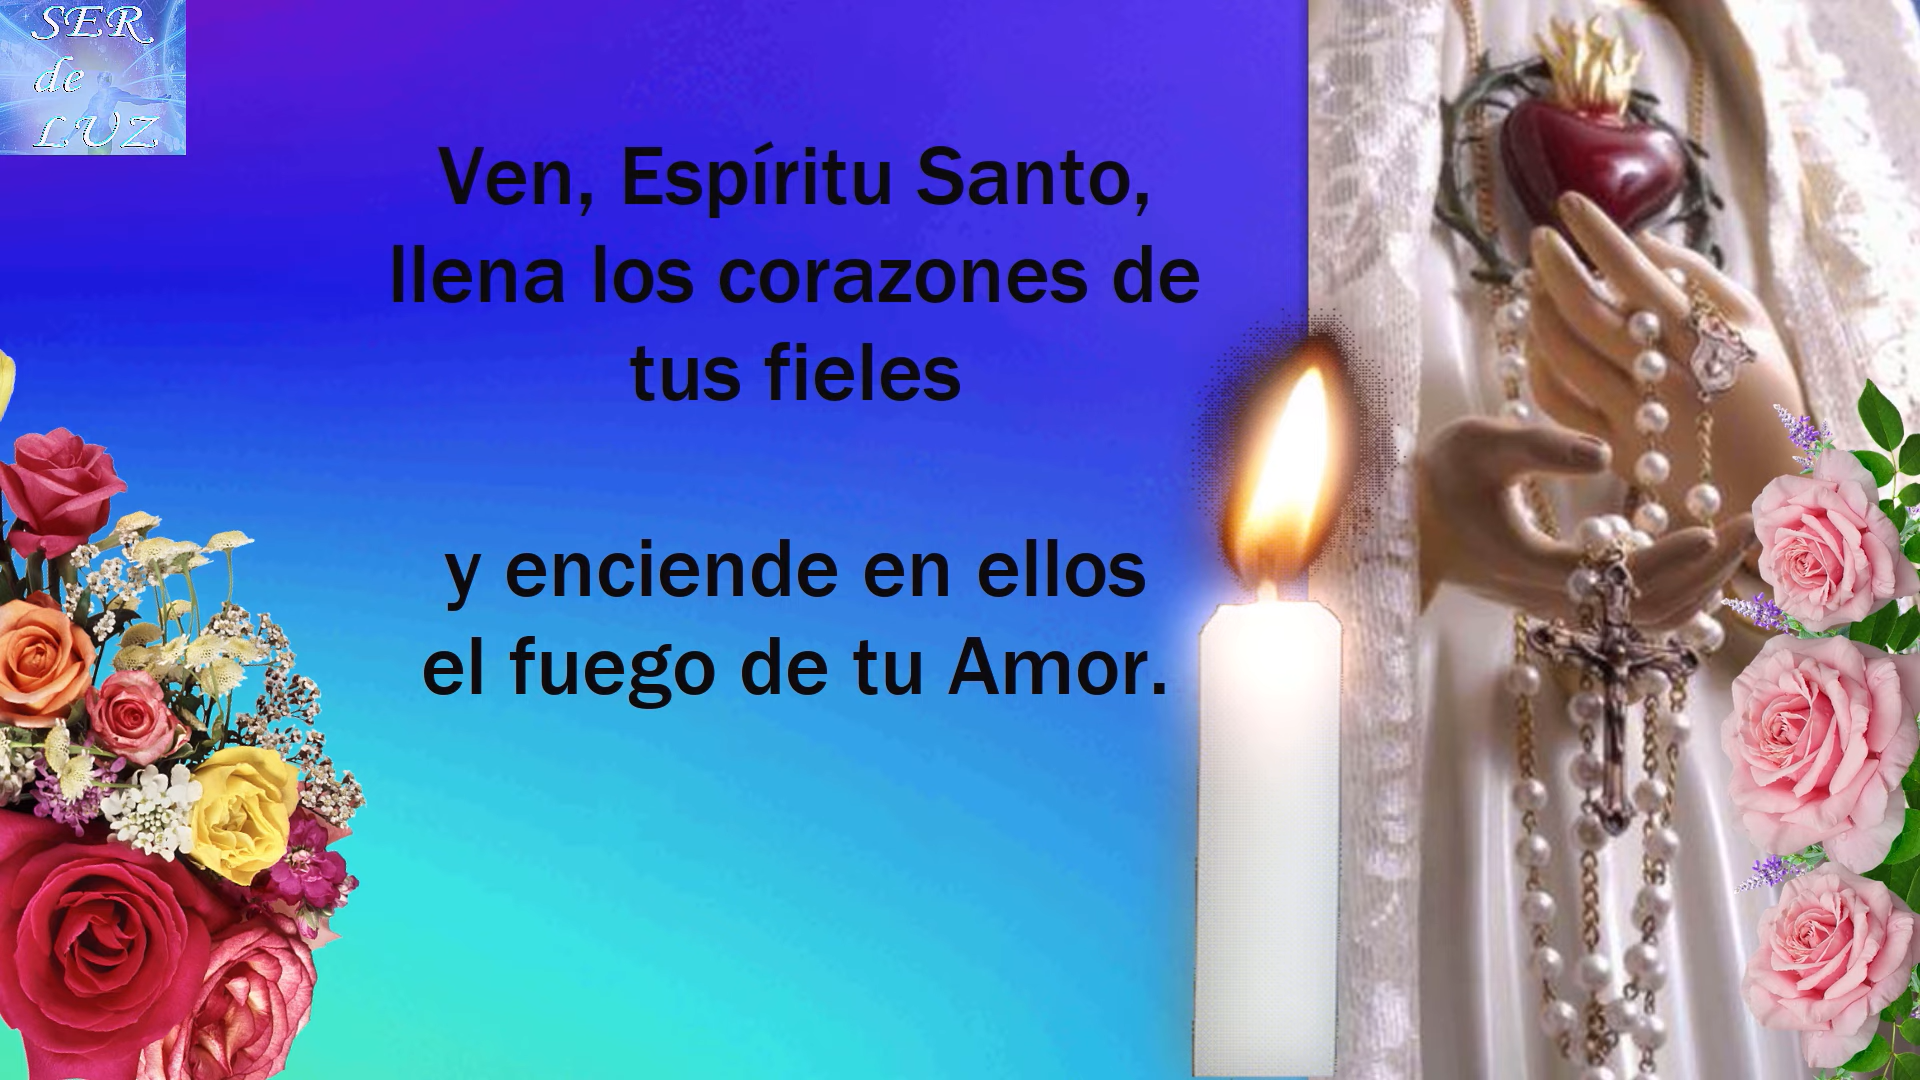 SER
de
LUZ
Ven, Espíritu Santo,
llena los corazones de
tus fieles
y enciende en ellos
el fuego de tu Amor.